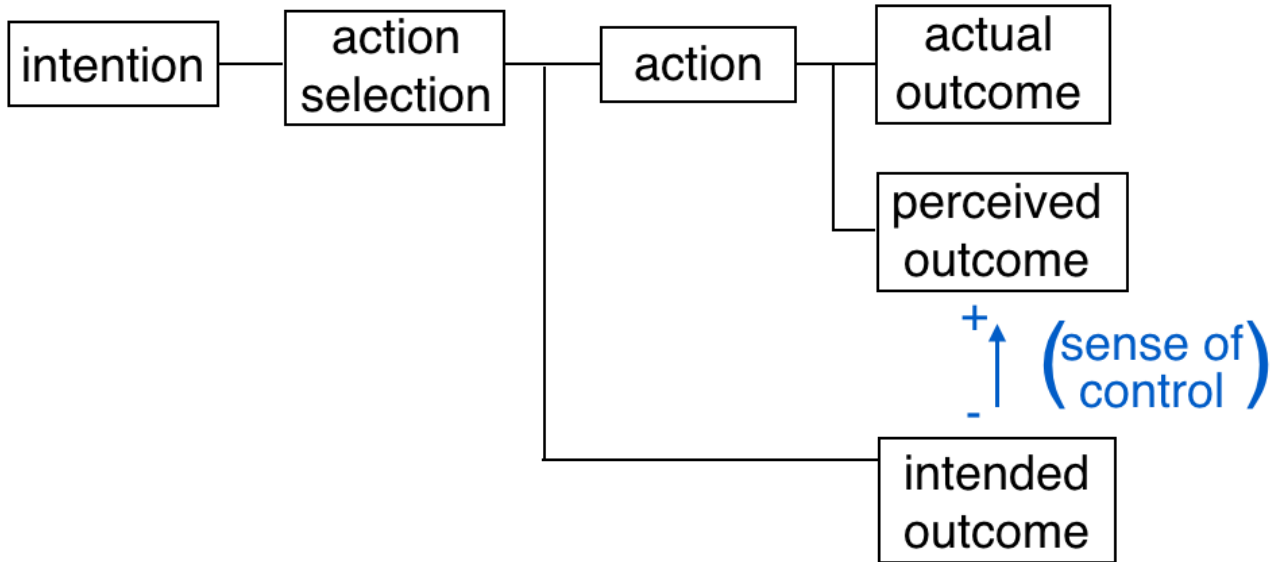 intention
action
selection
action
actual
outcome
perceived
outcome
+
-
(sense of
control)
intended
outcome